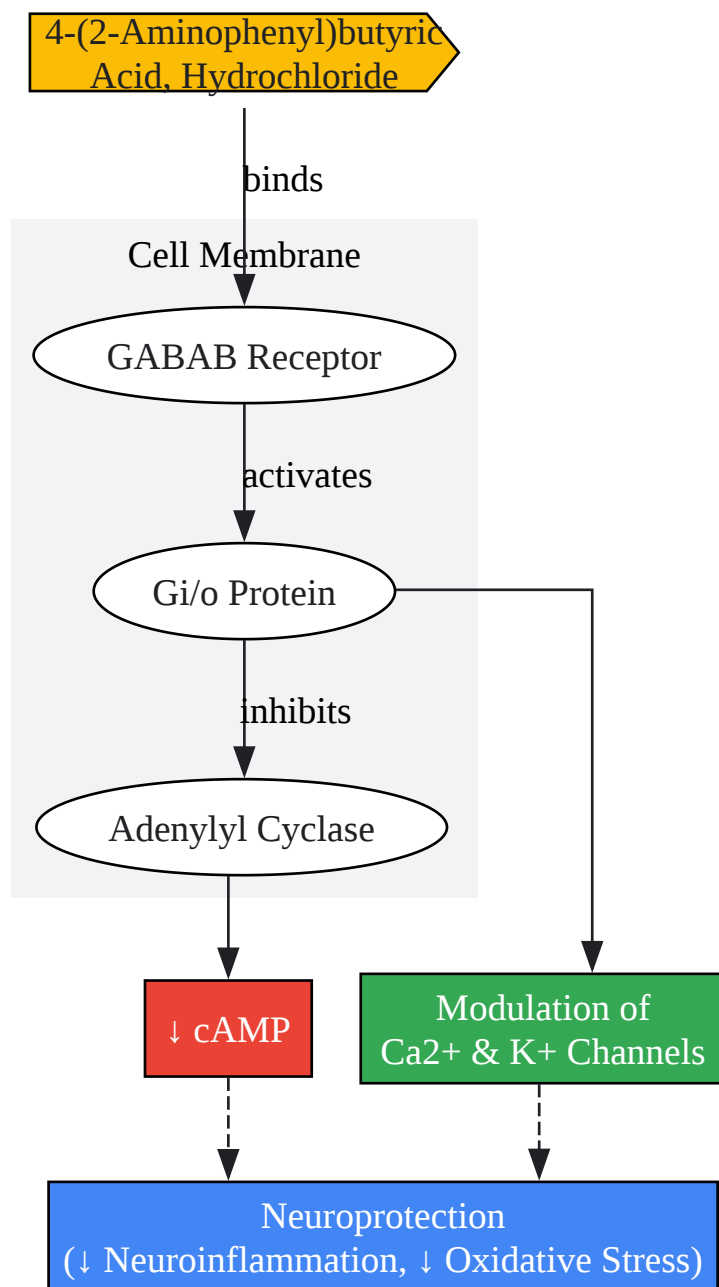 4-(2-Aminophenyl)butyric
Acid, Hydrochloride
binds
Cell Membrane
GABAB Receptor
activates
Gi/o Protein
inhibits
Adenylyl Cyclase
↓ cAMP
Modulation of
Ca2+ & K+ Channels
Neuroprotection
(↓ Neuroinflammation, ↓ Oxidative Stress)